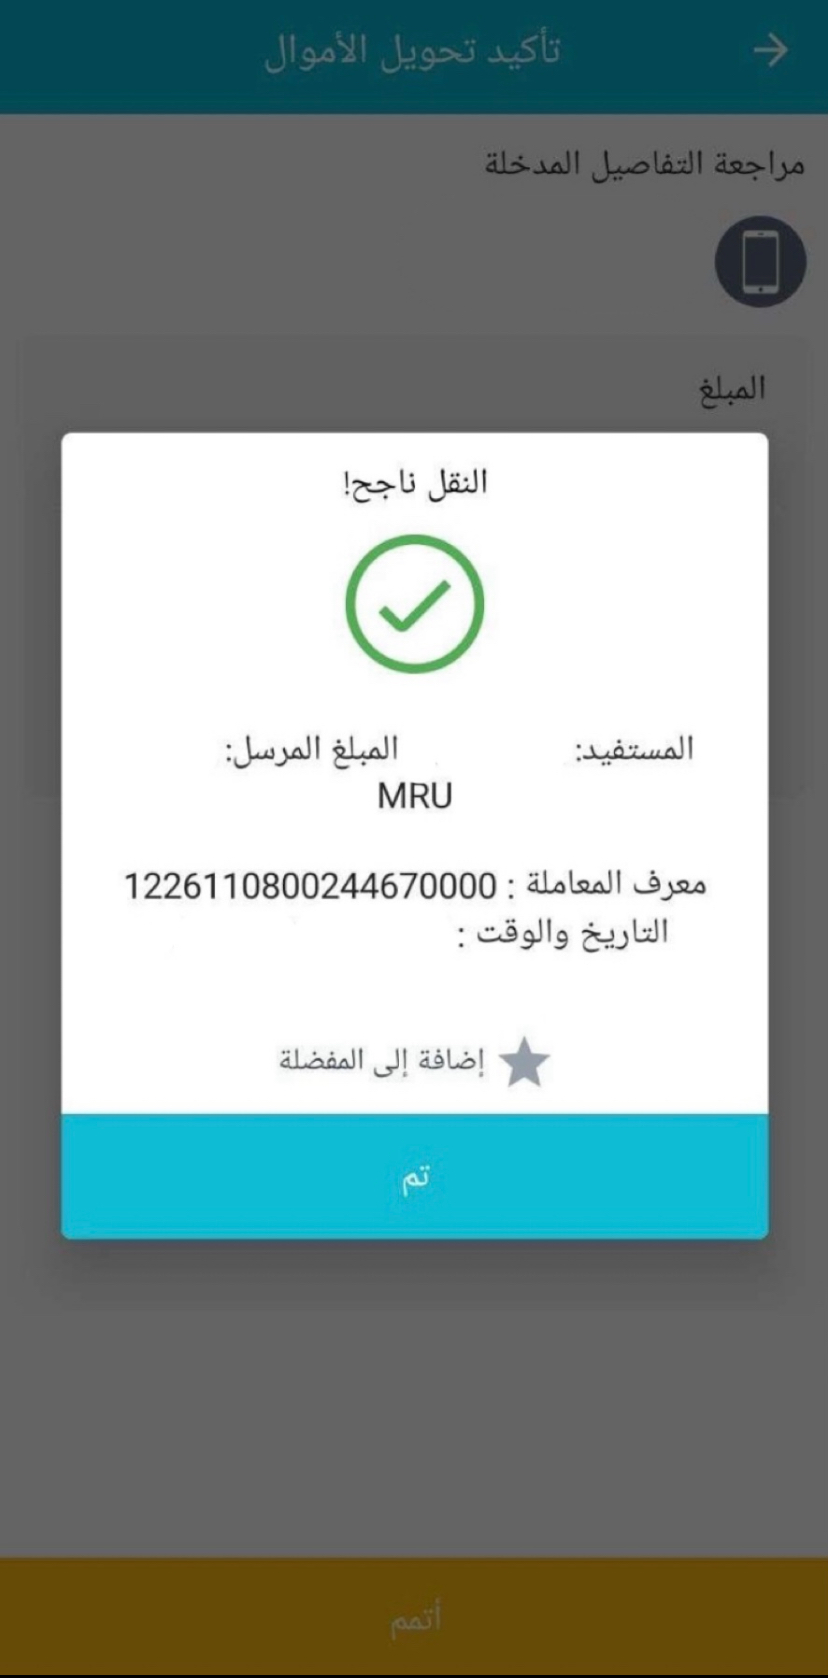 تأكيد تحويل الأموال
مراجعة التفاصيل المدخلة
المبلغ
النقل ناجح!
المستفيد: المبلغ المرسل:
MRU
معرف المعاملة : 1226110800244670000
التاريخ والوقت :
إضافة إلى المفضلة
تم
أتمم